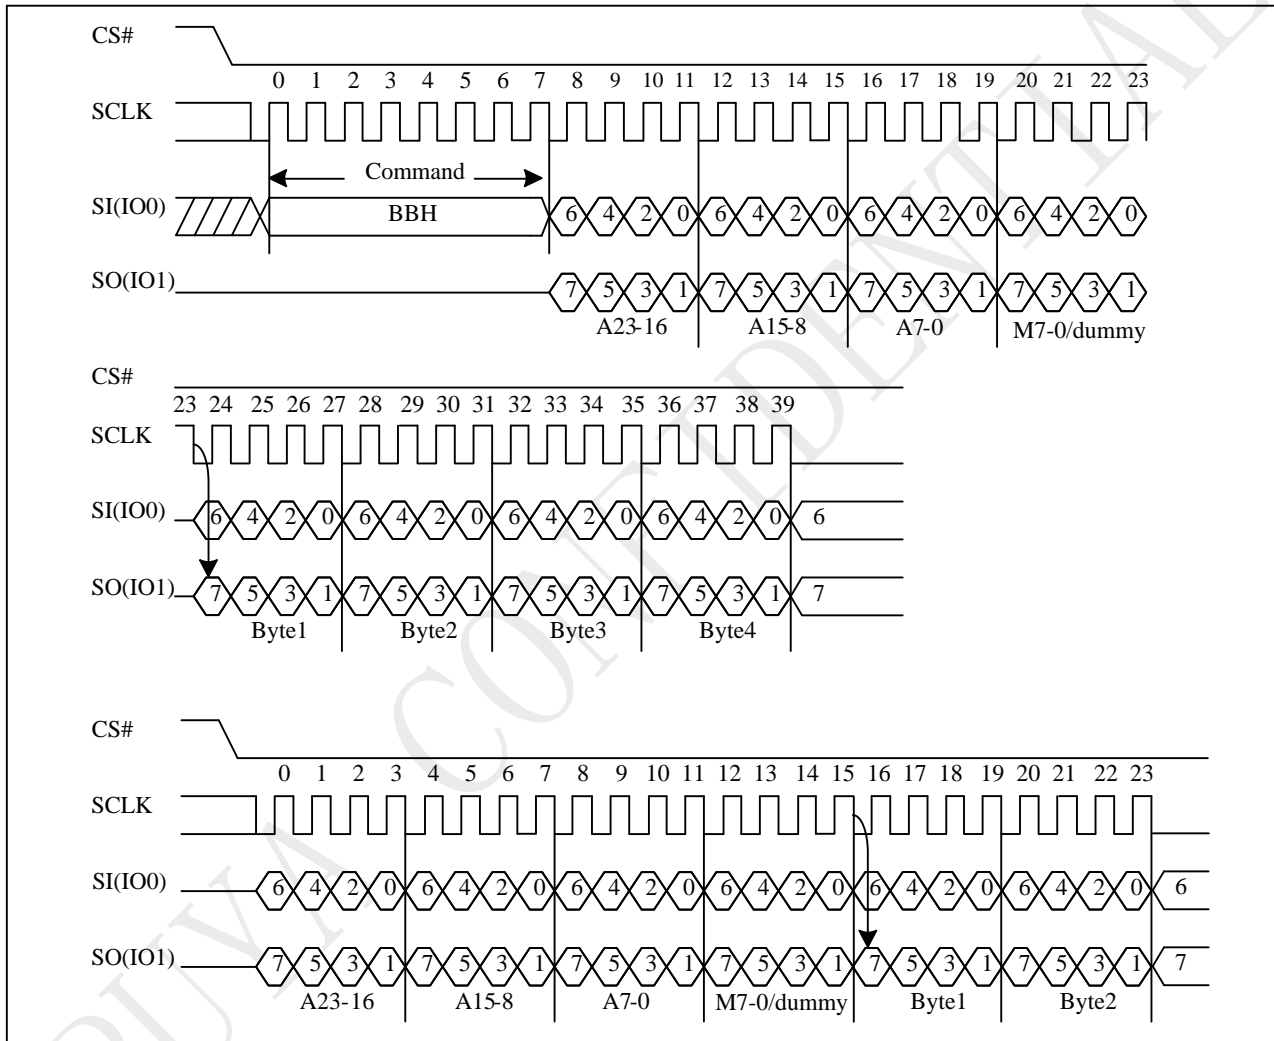 CS#
0 1 2 3 4 5 6 7 8 9 10 11 12 13 14 15 16 17 18 19 20 21 22 23
SCLK
Command
SI(IO0) BBH 6 4 2 0 6 4 2 0 6 4 2 0 6 4 2 0
SO(IO1) 7 5 3 1 7 5 3 1 7 5 3 1 7 5 3 1
A23-16 A15-8 A7-0 M7-0/dummy
CS#
23 24 25 26 27 28 29 30 31 32 33 34 35 36 37 38 39
SCLK
SI(IO0) 6 4 2 0 6 4 2 0 6 4 2 0 6 4 2 0 6
SO(IO1) 7 5 3 1 7 5 3 1 7 5 3 1 7 5 3 1 7
Byte1 Byte2 Byte3 Byte4
CS#
0 1 2 3 4 5 6 7 8 9 10 11 12 13 14 15 16 17 18 19 20 21 22 23
SCLK
SI(IO0) 6 4 2 0 6 4 2 0 6 4 2 0 6 4 2 0 6 4 2 0 6 4 2 0 6
SO(IO1) 7 5 3 1 7 5 3 1 7 5 3 1 7 5 3 1 7 5 3 1 7 5 3 1 7
A23-16 A15-8 A7-0 M7-0/dummy Byte1 Byte2
PUYA CONFIDENTIAL